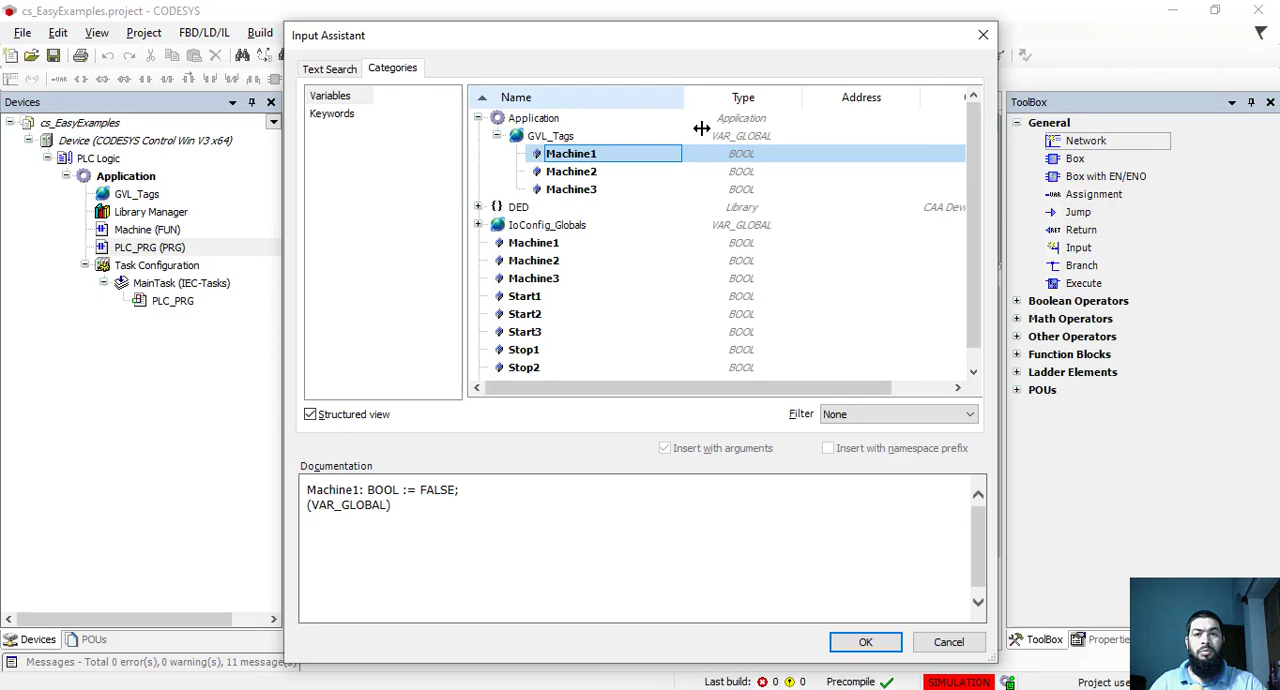 cs_EasyExamples.project - CODESYS
File Edit View Project FBD/LD/IL Build
Devices
cs_EasyExamples
Device (CODESYS Control Win V3 x64)
PLC Logic
Application
GVL_Tags
Library Manager
Machine (FUN)
PLC_PRG (PRG)
Task Configuration
MainTask (IEC-Tasks)
PLC_PRG
Devices POUs
Messages - Total 0 error(s), 0 warning(s), 11 message(s)
Input Assistant
Text Search Categories
Variables
Keywords
Name Type Address
Application Application
GVL_Tags VAR_GLOBAL
Machine1 BOOL
Machine2 BOOL
Machine3 BOOL
DED Library CAA Dev
IoConfig_Globals VAR_GLOBAL
Machine1 BOOL
Machine2 BOOL
Machine3 BOOL
Start1 BOOL
Start2 BOOL
Start3 BOOL
Stop1 BOOL
Stop2 BOOL
Structured view Filter None
Insert with arguments Insert with namespace prefix
Documentation
Machine1: BOOL := FALSE;
(VAR_GLOBAL)
OK Cancel
ToolBox
General
Network
Box
Box with EN/ENO
Assignment
Jump
Return
Input
Branch
Execute
Boolean Operators
Math Operators
Other Operators
Function Blocks
Ladder Elements
POUs
ToolBox Properties
Last build: 0 0 Precompile SIMULATION Project use